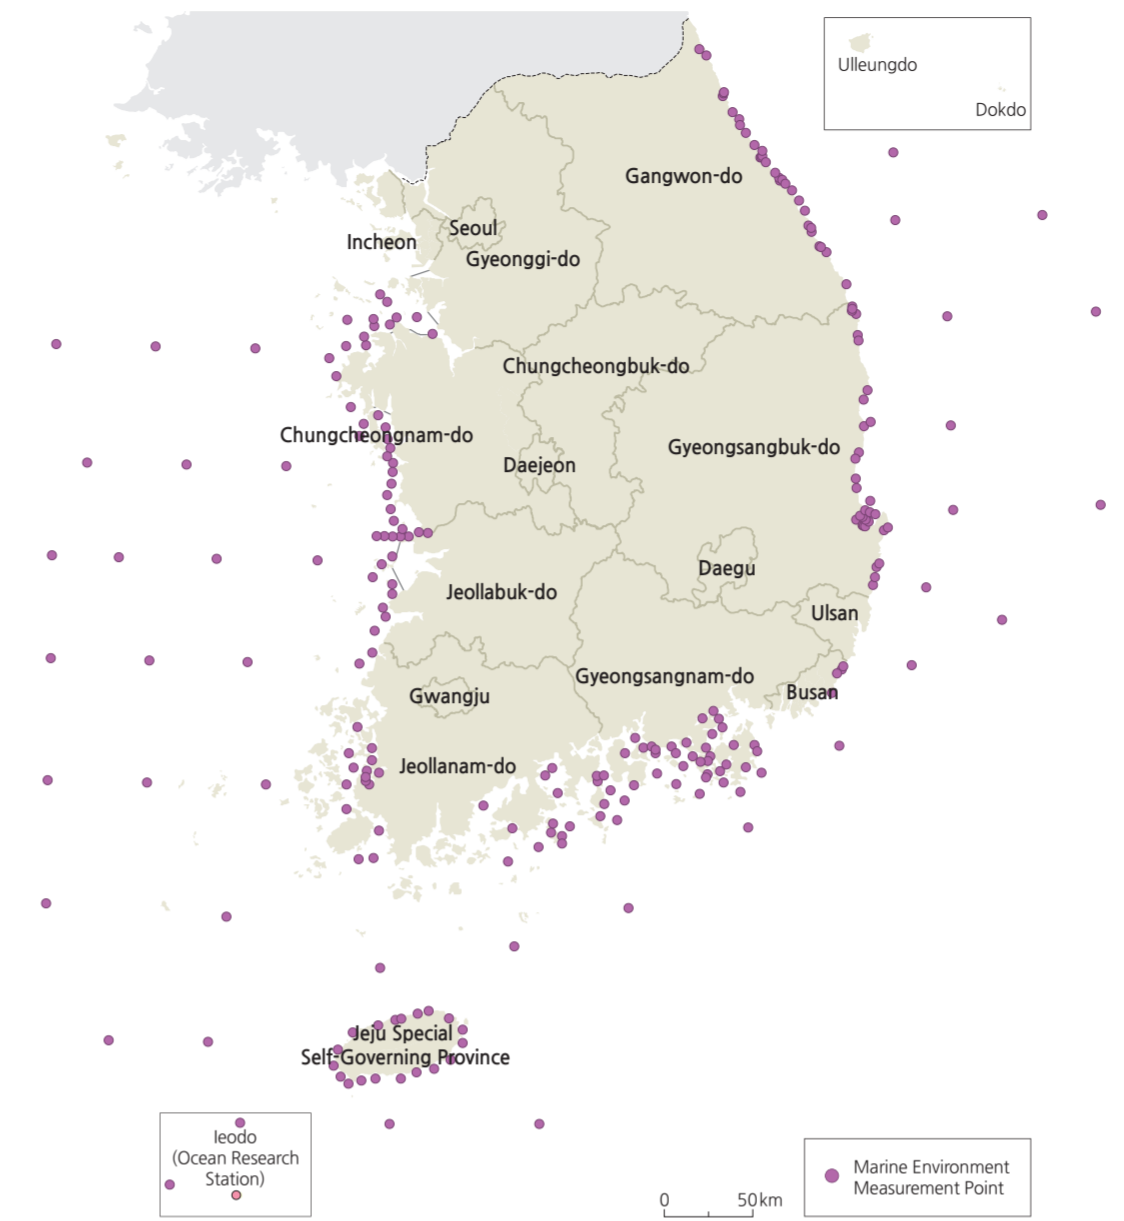 Ulleungdo
Dokdo
Gangwon-do
Seoul
Incheon
Gyeonggi-do
Chungcheongbuk-do
Chungcheongnam-do
Gyeongsangbuk-do
Daejeon
Daegu
Jeollabuk-do
Ulsan
Gyeongsangnam-do
Busan
Gwangju
Jeollanam-do
Jeju Special
Self-Governing Province
Ieodo
(Ocean Research
Station)
0 50km
Marine Environment
Measurement Point